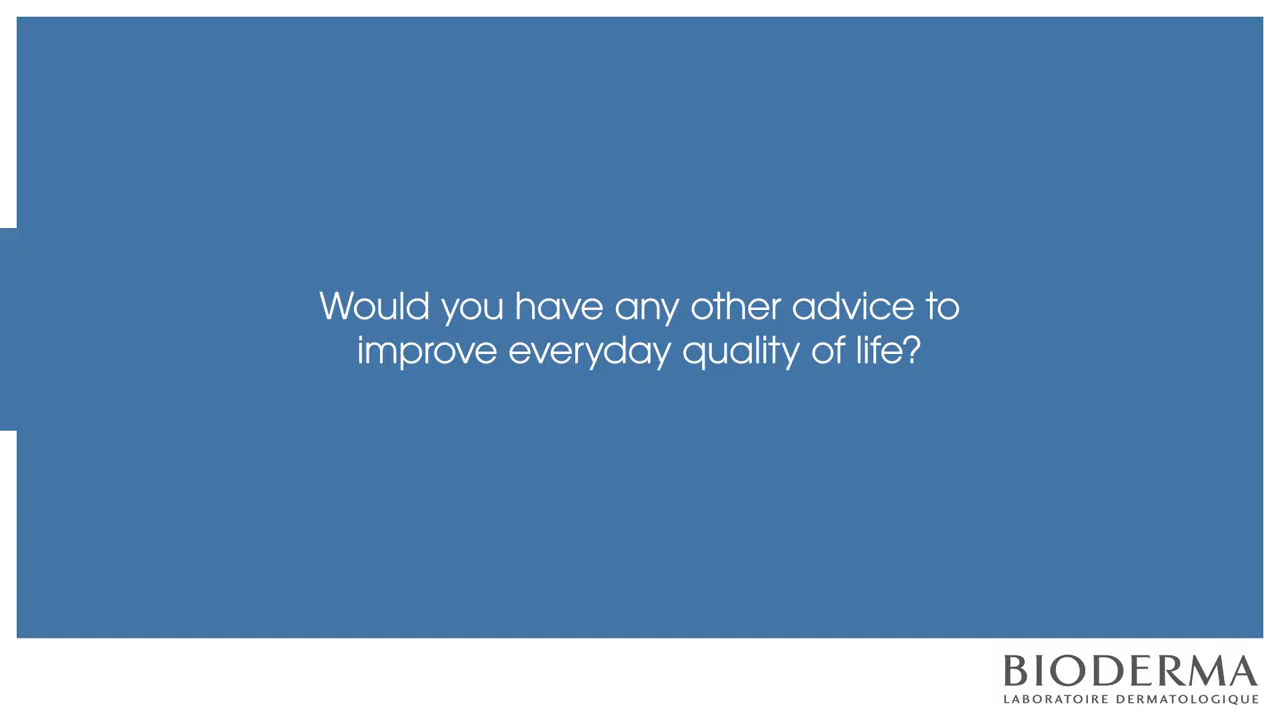 Would you have any other advice to
improve everyday quality of life?
BIODERMA
LABORATOIRE DERMATOLOGIQUE